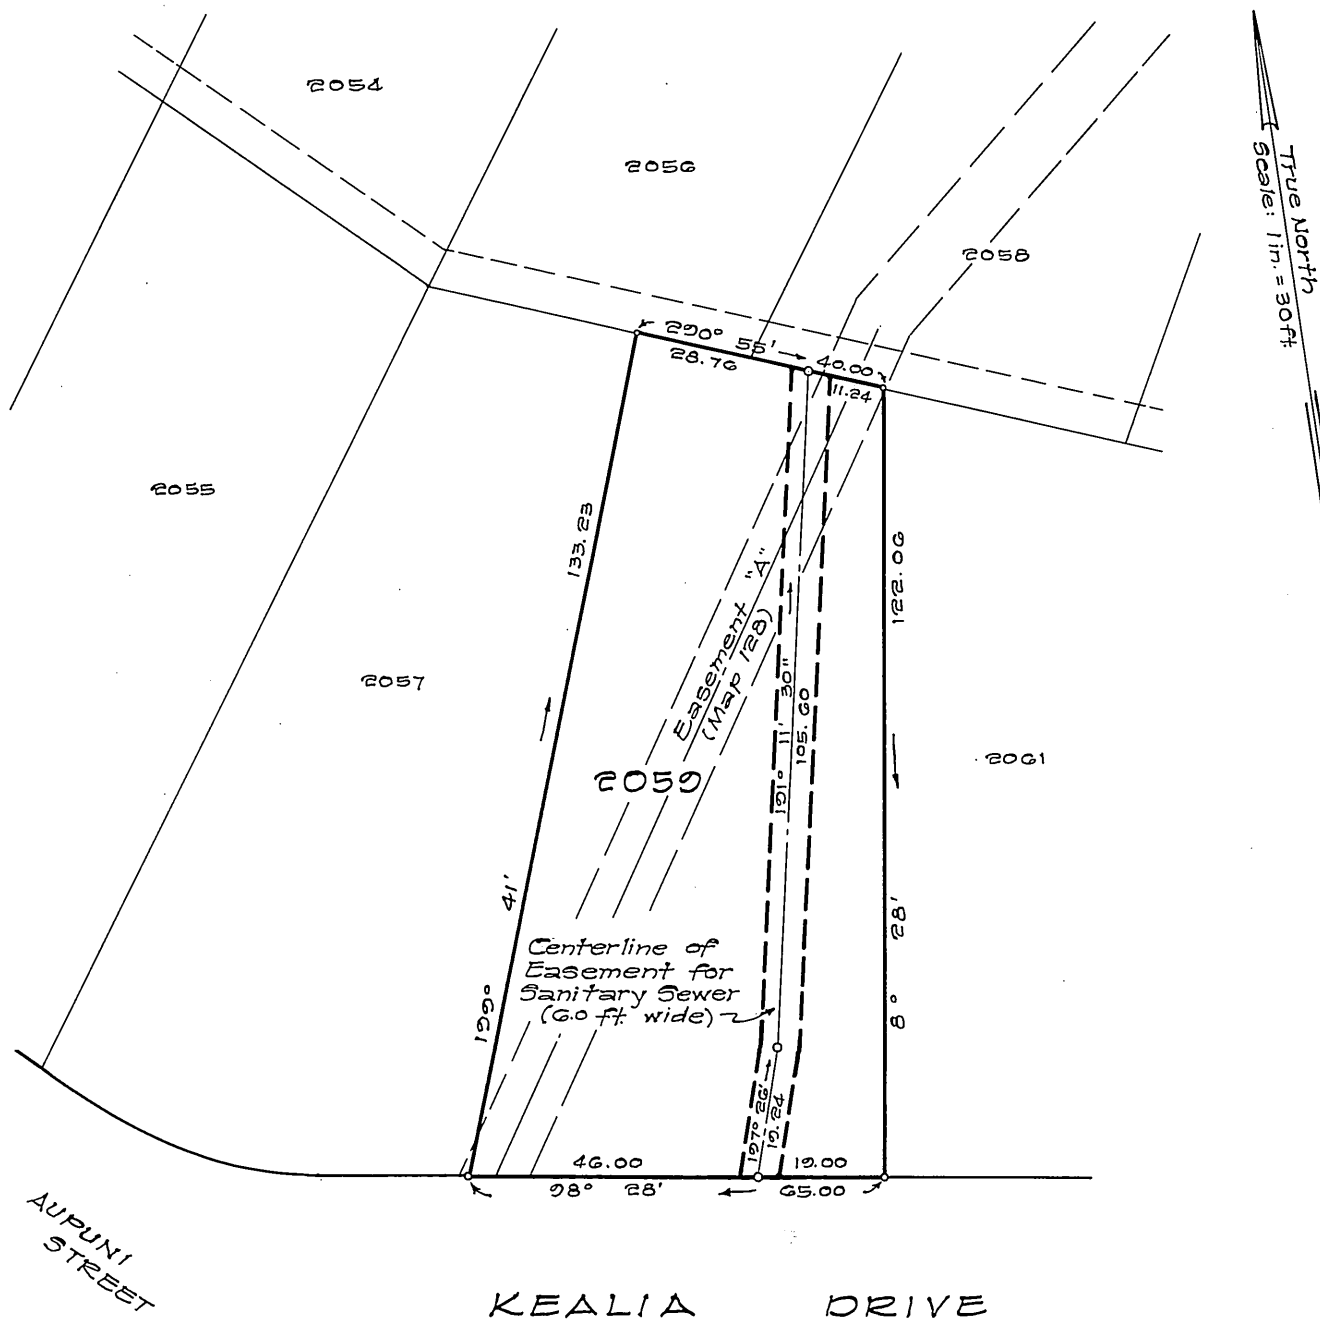 2054
2056
2058
True North
Scale: 1 in. = 30 ft.
290° 55'
40.00
28.76
11.24
2055
133.23
122.06
Easement "A"
(Map 128)
2057
191° 11' 30"
105.60
2061
2059
41'
199°
28'
8°
Centerline of
Easement for
Sanitary Sewer
(6.0 ft. wide)
197° 26'
19.24
46.00
19.00
98° 28'
65.00
AUPUNI
STREET
KEALIA DRIVE